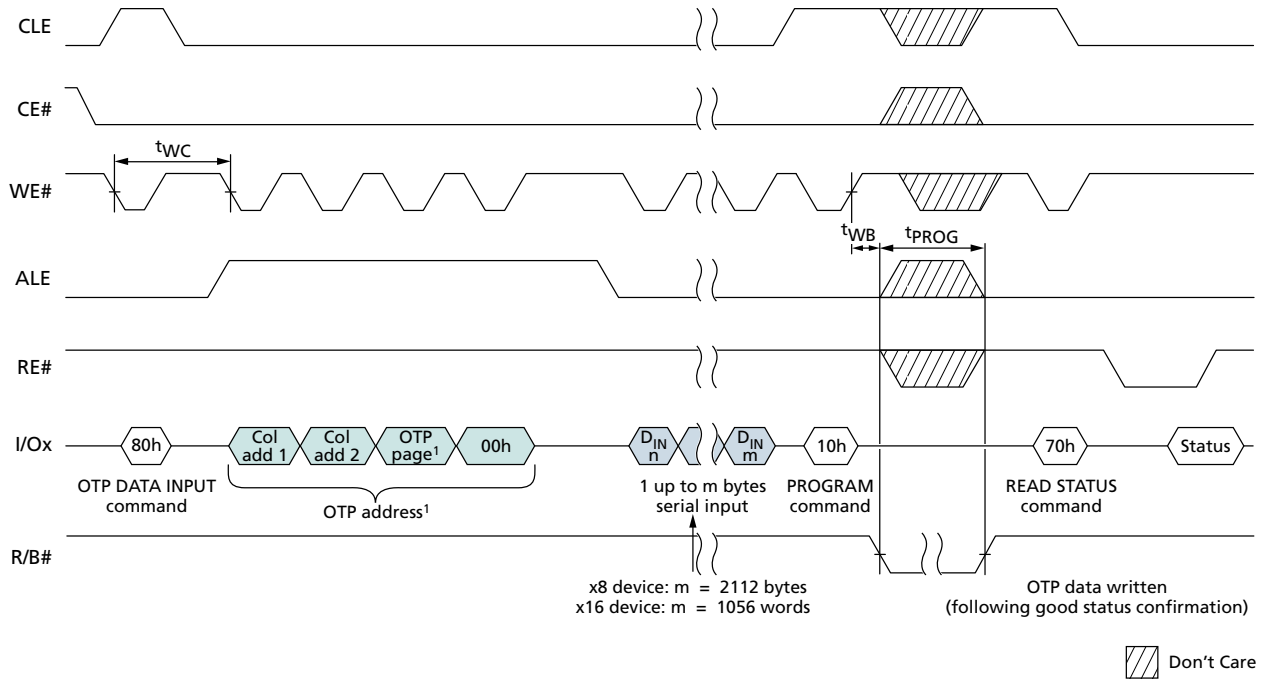 CLE
CE#
tWC
WE#
tWB
tPROG
ALE
RE#
I/Ox
80h
Col
add 1
Col
add 2
OTP
page¹
00h
DIN
n
DIN
m
10h
70h
Status
OTP DATA INPUT
command
OTP address¹
1 up to m bytes
serial input
PROGRAM
command
READ STATUS
command
R/B#
x8 device: m = 2112 bytes
x16 device: m = 1056 words
OTP data written
(following good status confirmation)
Don't Care